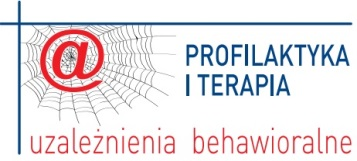 @ PROFILAKTYKA
I TERAPIA
uzależnienia behawioralne